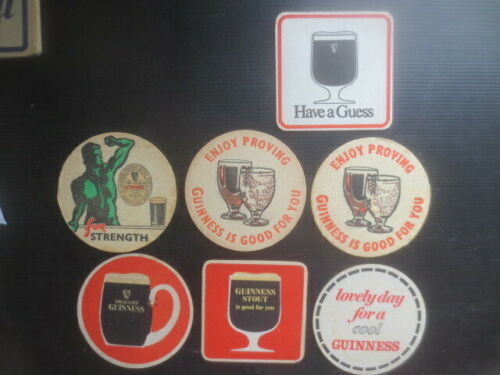 Have a Guess
for
STRENGTH
ENJOY PROVING
GUINNESS IS GOOD FOR YOU
ENJOY PROVING
GUINNESS IS GOOD FOR YOU
DRAUGHT
GUINNESS
GUINNESS
STOUT
is good for you
lovely day
for a
cool
GUINNESS